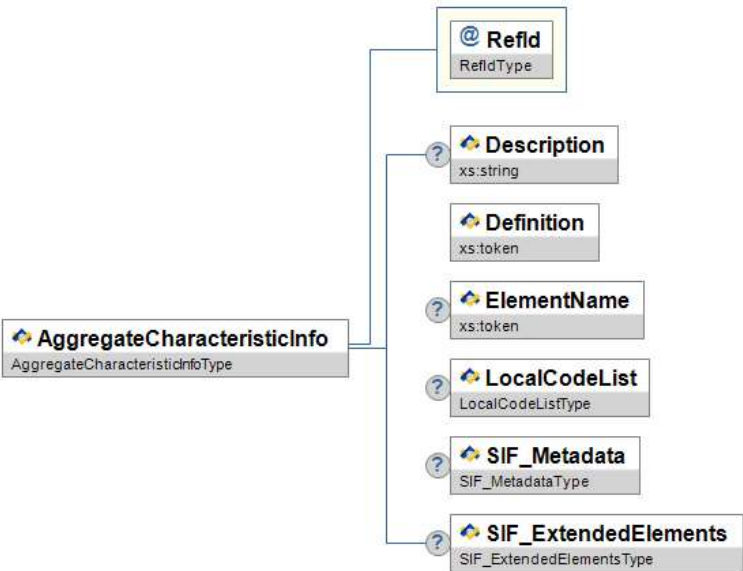 @ RefId
RefIdType
? Description
xs:string
Definition
xs:token
? ElementName
xs:token
AggregateCharacteristicInfo
AggregateCharacteristicInfoType
? LocalCodeList
LocalCodeListType
? SIF_Metadata
SIF_MetadataType
? SIF_ExtendedElements
SIF_ExtendedElementsType